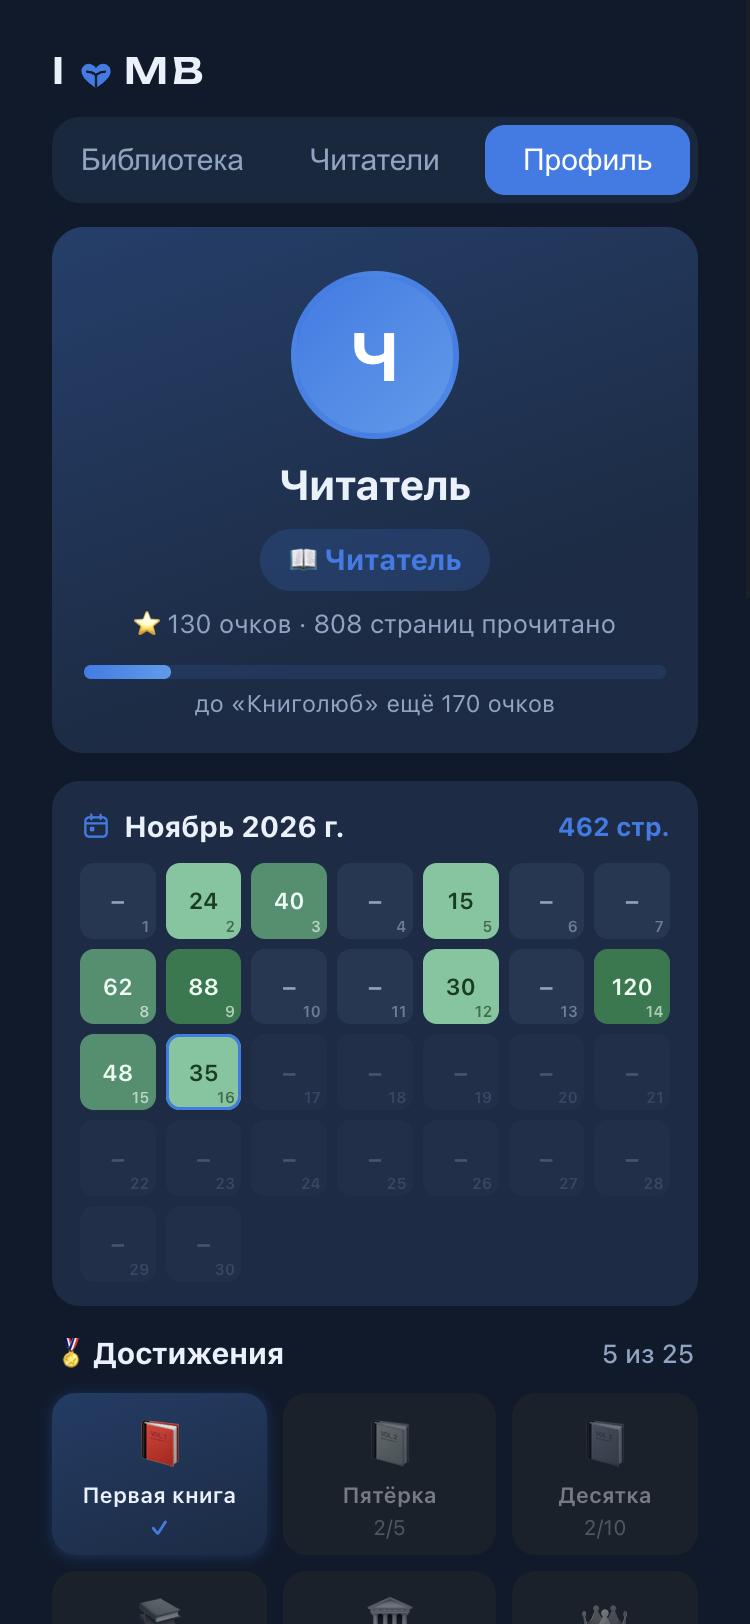 I MB
Библиотека Читатели Профиль
Ч
Читатель
Читатель
130 очков · 808 страниц прочитано
до «Книголюб» ещё 170 очков
Ноябрь 2026 г. 462 стр.
– 24 40 – 15 – –
1 2 3 4 5 6 7
62 88 – – 30 – 120
8 9 10 11 12 13 14
48 35 – – – – –
15 16 17 18 19 20 21
– – – – – – –
22 23 24 25 26 27 28
– –
29 30
Достижения 5 из 25
Первая книга Пятёрка Десятка
2/5 2/10